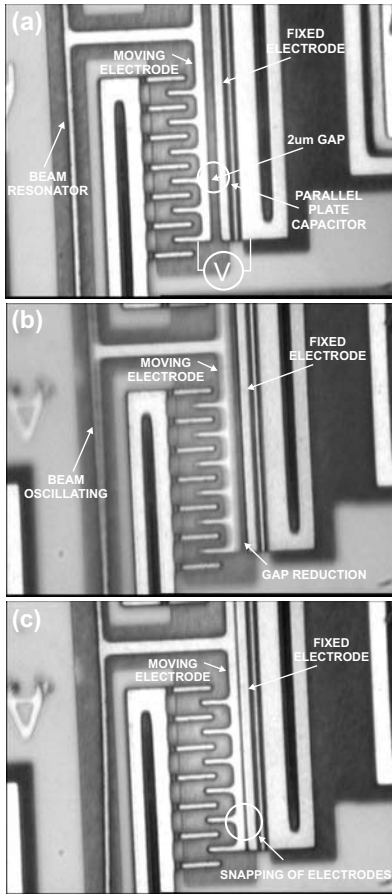 (a)
MOVING
ELECTRODE
FIXED
ELECTRODE
2um GAP
BEAM
RESONATOR
PARALLEL
PLATE
CAPACITOR
V
(b)
MOVING
ELECTRODE
FIXED
ELECTRODE
BEAM
OSCILLATING
GAP REDUCTION
(c)
MOVING
ELECTRODE
FIXED
ELECTRODE
SNAPPING OF ELECTRODES